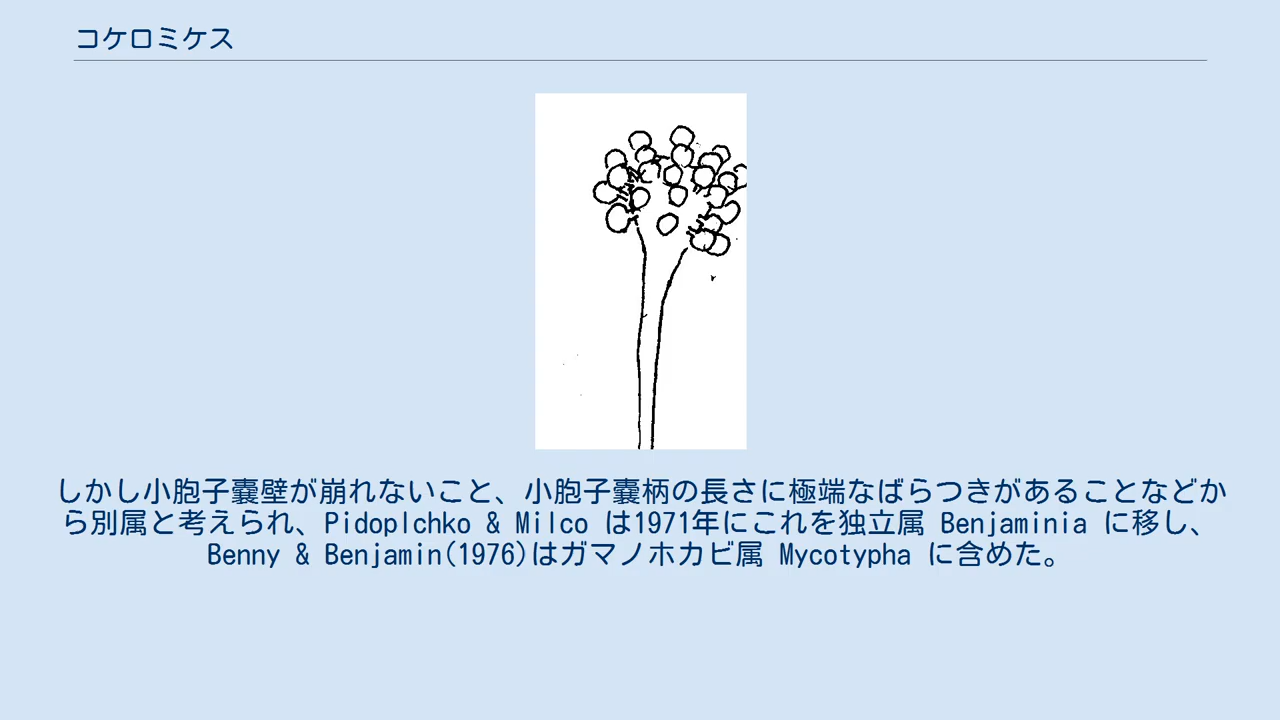 コケロミケス
しかし小胞子嚢壁が崩れないこと、小胞子嚢柄の長さに極端なばらつきがあることなどか
ら別属と考えられ、Pidoplchko & Milco は1971年にこれを独立属 Benjaminia に移し、
Benny & Benjamin(1976)はガマノホカビ属 Mycotypha に含めた。